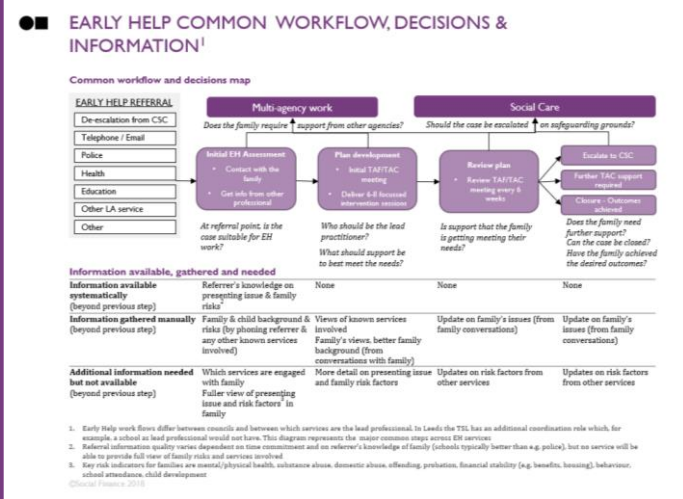 EARLY HELP COMMON WORKFLOW, DECISIONS &
INFORMATION1
Common workflow and decisions map
EARLY HELP REFERRAL
De-escalation from CSC
Telephone / Email
Police
Health
Education
Other LA service
Other
Multi-agency work
Social Care
Does the family require support from other agencies?
Should the case be escalated on safeguarding grounds?
Initial EH Assessment
• Contact with the
family
• Get info from other
professional
Plan development
• Initial TAF/TAC
meeting
• Deliver 6-8 focussed
intervention sessions
Review plan
• Review TAF/TAC
meeting every 6
weeks
Escalate to CSC
Further TAC support
required
Closure - Outcomes
achieved
At referral point, is the
case suitable for EH
work?
Who should be the lead
practitioner?
What should support be
to best meet the needs?
Is support that the family
is getting meeting their
needs?
Does the family need
further support?
Can the case be closed?
Have the family achieved
the desired outcomes?
Information available, gathered and needed
Information available
systematically
(beyond previous step)
Referrer's knowledge on
presenting issue & family
risks2
None
None
None
Information gathered manually
(beyond previous step)
Family & child background &
risks (by phoning referrer &
any other known services
involved)
Views of known services
involved
Family's views, better family
background (from
conversations with family)
Update on family's issues (from
family conversations)
Update on family's
issues (from family
conversations)
Additional information needed
but not available
(beyond previous step)
Which services are engaged
with family
Fuller view of presenting
issue and risk factors3 in
family
More detail on presenting issue
and family risk factors
Updates on risk factors from
other services
Updates on risk factors
from other services
1. Early Help work flows differ between councils and between which services are the lead professional. In Leeds the TSL has an additional coordination role which, for
example, a school as lead professional would not have. This diagram represents the major common steps across EH services
2. Referral information quality varies dependent on time commitment and on referrer's knowledge of family (schools typically better than e.g. police), but no service will be
able to provide full view of family risks and services involved
3. Key risk indicators for families are mental/physical health, substance abuse, domestic abuse, offending, probation, financial stability (e.g. benefits, housing), behaviour,
school attendance, child development
©Social Finance 2018